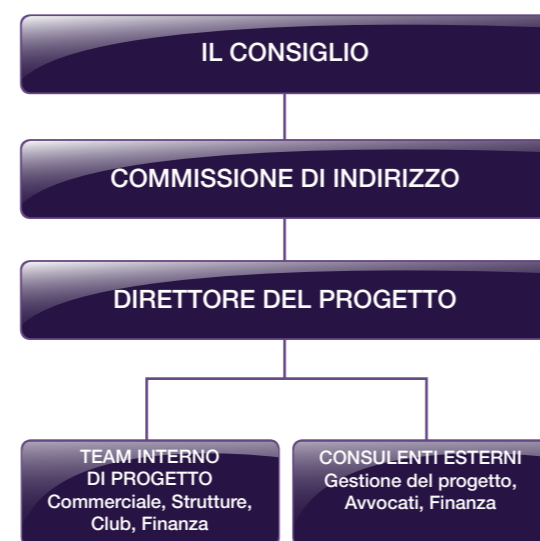 IL CONSIGLIO
COMMISSIONE DI INDIRIZZO
DIRETTORE DEL PROGETTO
TEAM INTERNO
DI PROGETTO
Commerciale, Strutture,
Club, Finanza
CONSULENTI ESTERNI
Gestione del progetto,
Avvocati, Finanza